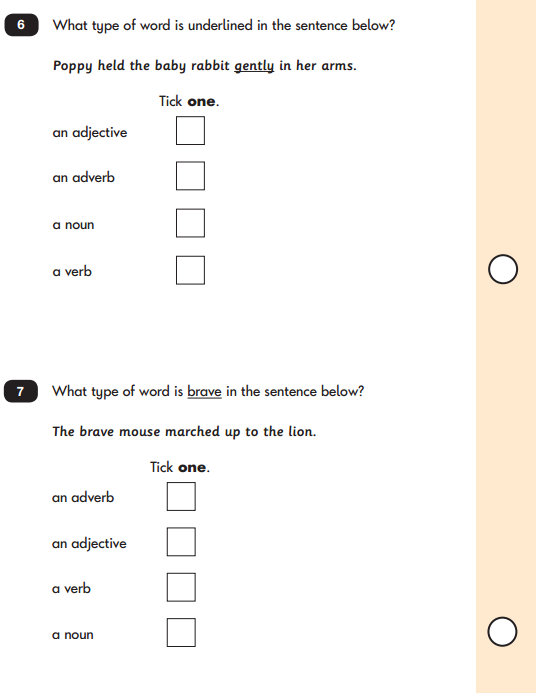 6 What type of word is underlined in the sentence below?
Poppy held the baby rabbit gently in her arms.
Tick one.
an adjective
an adverb
a noun
a verb
7 What type of word is brave in the sentence below?
The brave mouse marched up to the lion.
Tick one.
an adverb
an adjective
a verb
a noun